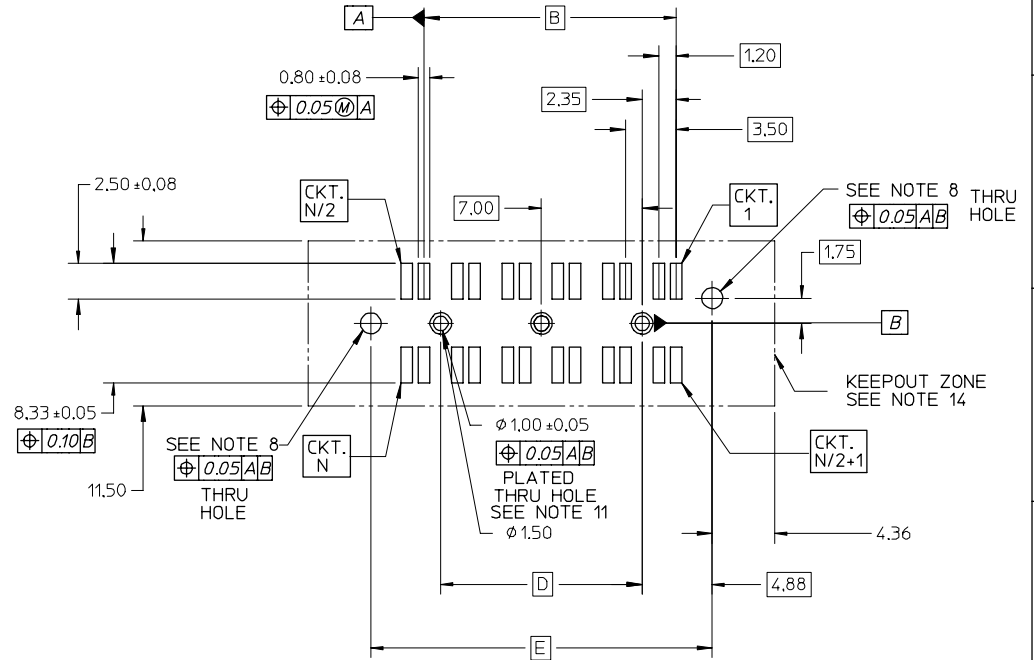 A
B
1.20
0.80 ±0.08
⌖ 0.05 Ⓜ A
2.35
3.50
2.50 ±0.08
CKT.
N/2
7.00
CKT.
1
SEE NOTE 8
⌖ 0.05 A B
THRU
HOLE
1.75
B
KEEPOUT ZONE
SEE NOTE 14
8.33 ±0.05
⌖ 0.10 B
SEE NOTE 8
⌖ 0.05 A B
THRU
HOLE
CKT.
N
Ø 1.00 ±0.05
⌖ 0.05 A B
PLATED
THRU HOLE
SEE NOTE 11
Ø 1.50
CKT.
N/2+1
11.50
4.36
D
4.88
E